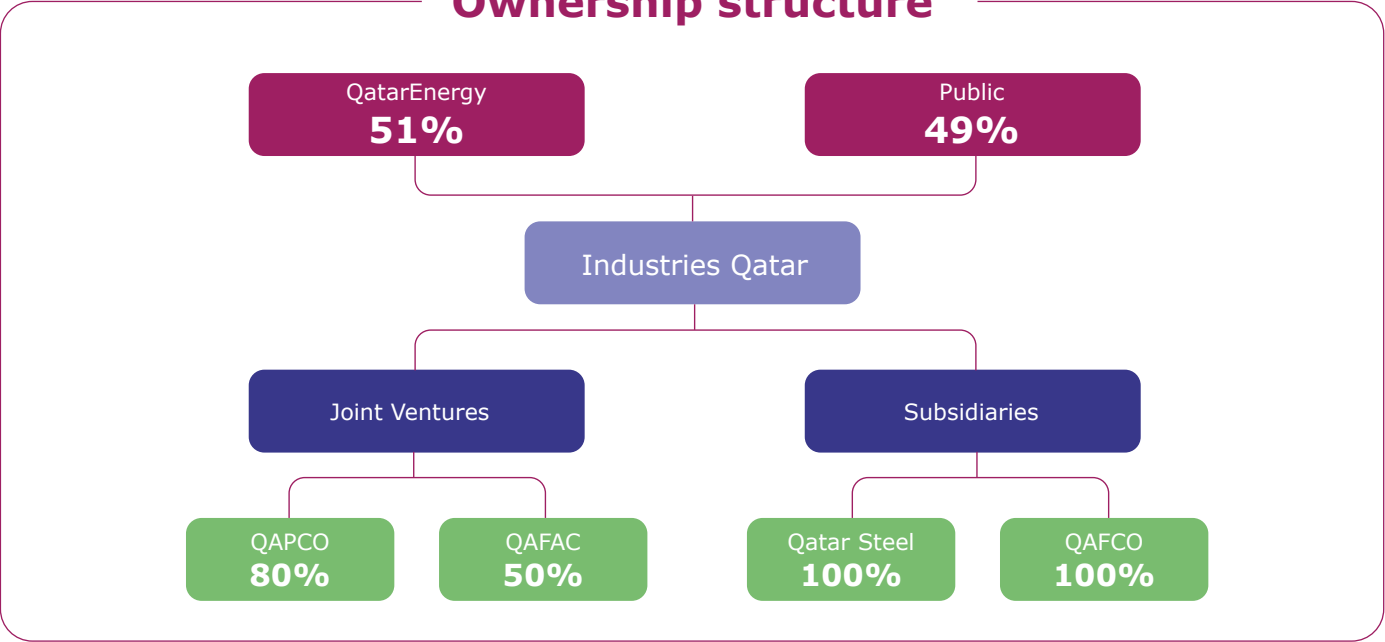 Ownership structure
QatarEnergy
51%
Public
49%
Industries Qatar
Joint Ventures
Subsidiaries
QAPCO
80%
QAFAC
50%
Qatar Steel
100%
QAFCO
100%